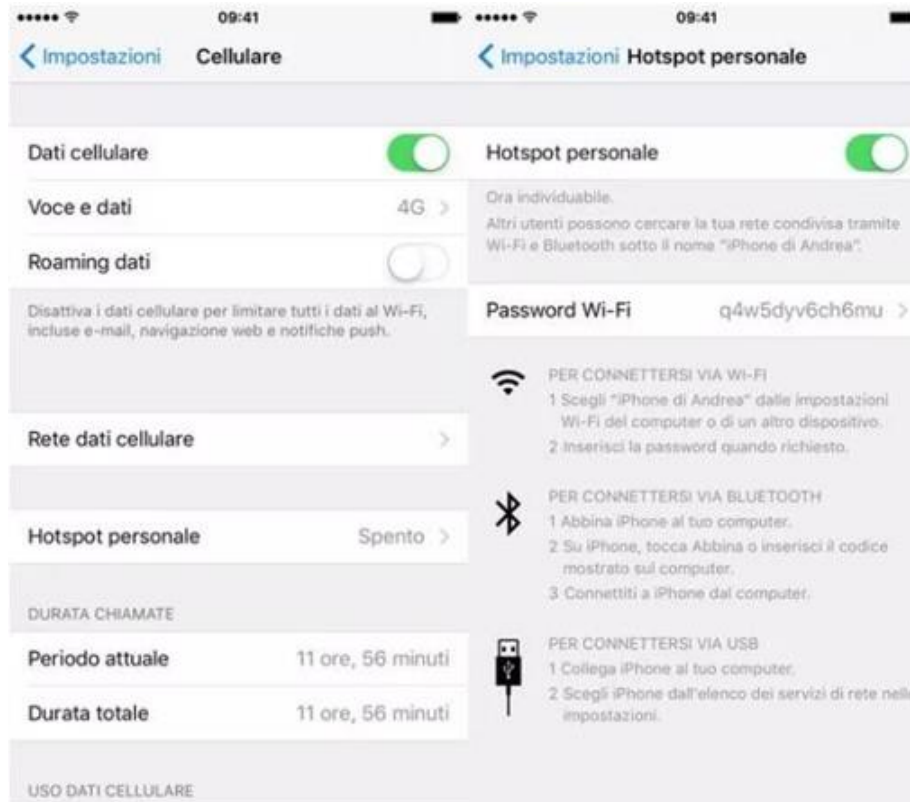 09:41
Impostazioni Cellulare
Dati cellulare
Voce e dati 4G
Roaming dati
Disattiva i dati cellulare per limitare tutti i dati al Wi-Fi,
incluse e-mail, navigazione web e notifiche push.
Rete dati cellulare
Hotspot personale Spento
DURATA CHIAMATE
Periodo attuale 11 ore, 56 minuti
Durata totale 11 ore, 56 minuti
USO DATI CELLULARE
09:41
Impostazioni Hotspot personale
Hotspot personale
Ora individuabile.
Altri utenti possono cercare la tua rete condivisa tramite
Wi-Fi e Bluetooth sotto il nome "iPhone di Andrea".
Password Wi-Fi q4w5dyv6ch6mu
PER CONNETTERSI VIA WI-FI
1 Scegli "iPhone di Andrea" dalle impostazioni
Wi-Fi del computer o di un altro dispositivo.
2 Inserisci la password quando richiesto.
PER CONNETTERSI VIA BLUETOOTH
1 Abbina iPhone al tuo computer.
2 Su iPhone, tocca Abbina o inserisci il codice
mostrato sul computer.
3 Connettiti a iPhone dal computer.
PER CONNETTERSI VIA USB
1 Collega iPhone al tuo computer.
2 Scegli iPhone dall'elenco dei servizi di rete nelle
impostazioni.